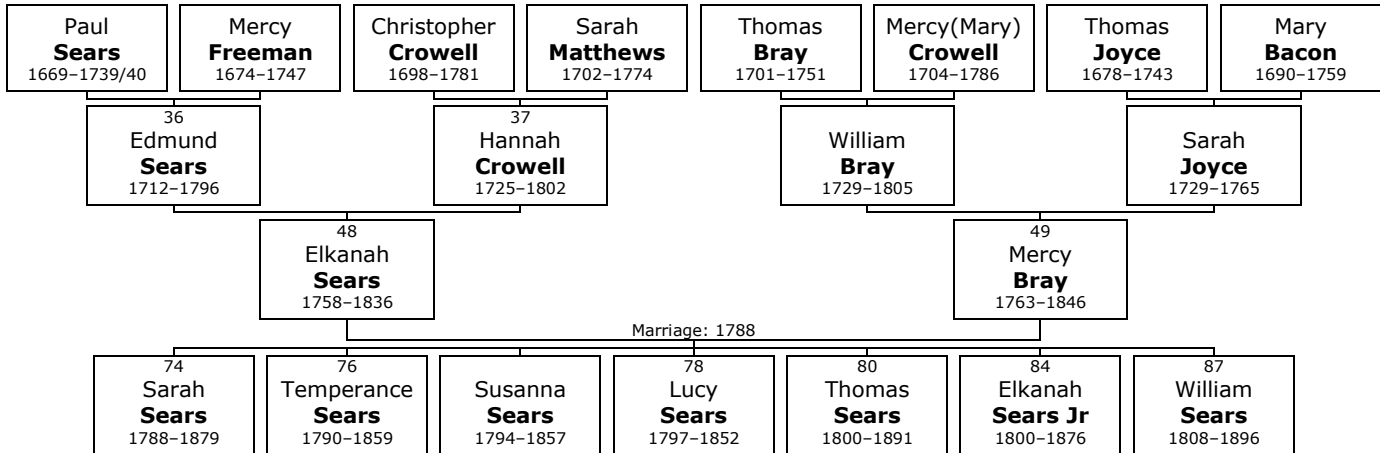 Paul
Sears
1669–1739/40
Mercy
Freeman
1674–1747
Christopher
Crowell
1698–1781
Sarah
Matthews
1702–1774
Thomas
Bray
1701–1751
Mercy(Mary)
Crowell
1704–1786
Thomas
Joyce
1678–1743
Mary
Bacon
1690–1759
36
Edmund
Sears
1712–1796
37
Hannah
Crowell
1725–1802
William
Bray
1729–1805
Sarah
Joyce
1729–1765
48
Elkanah
Sears
1758–1836
49
Mercy
Bray
1763–1846
Marriage: 1788
74
Sarah
Sears
1788–1879
76
Temperance
Sears
1790–1859
Susanna
Sears
1794–1857
78
Lucy
Sears
1797–1852
80
Thomas
Sears
1800–1891
84
Elkanah
Sears Jr
1800–1876
87
William
Sears
1808–1896